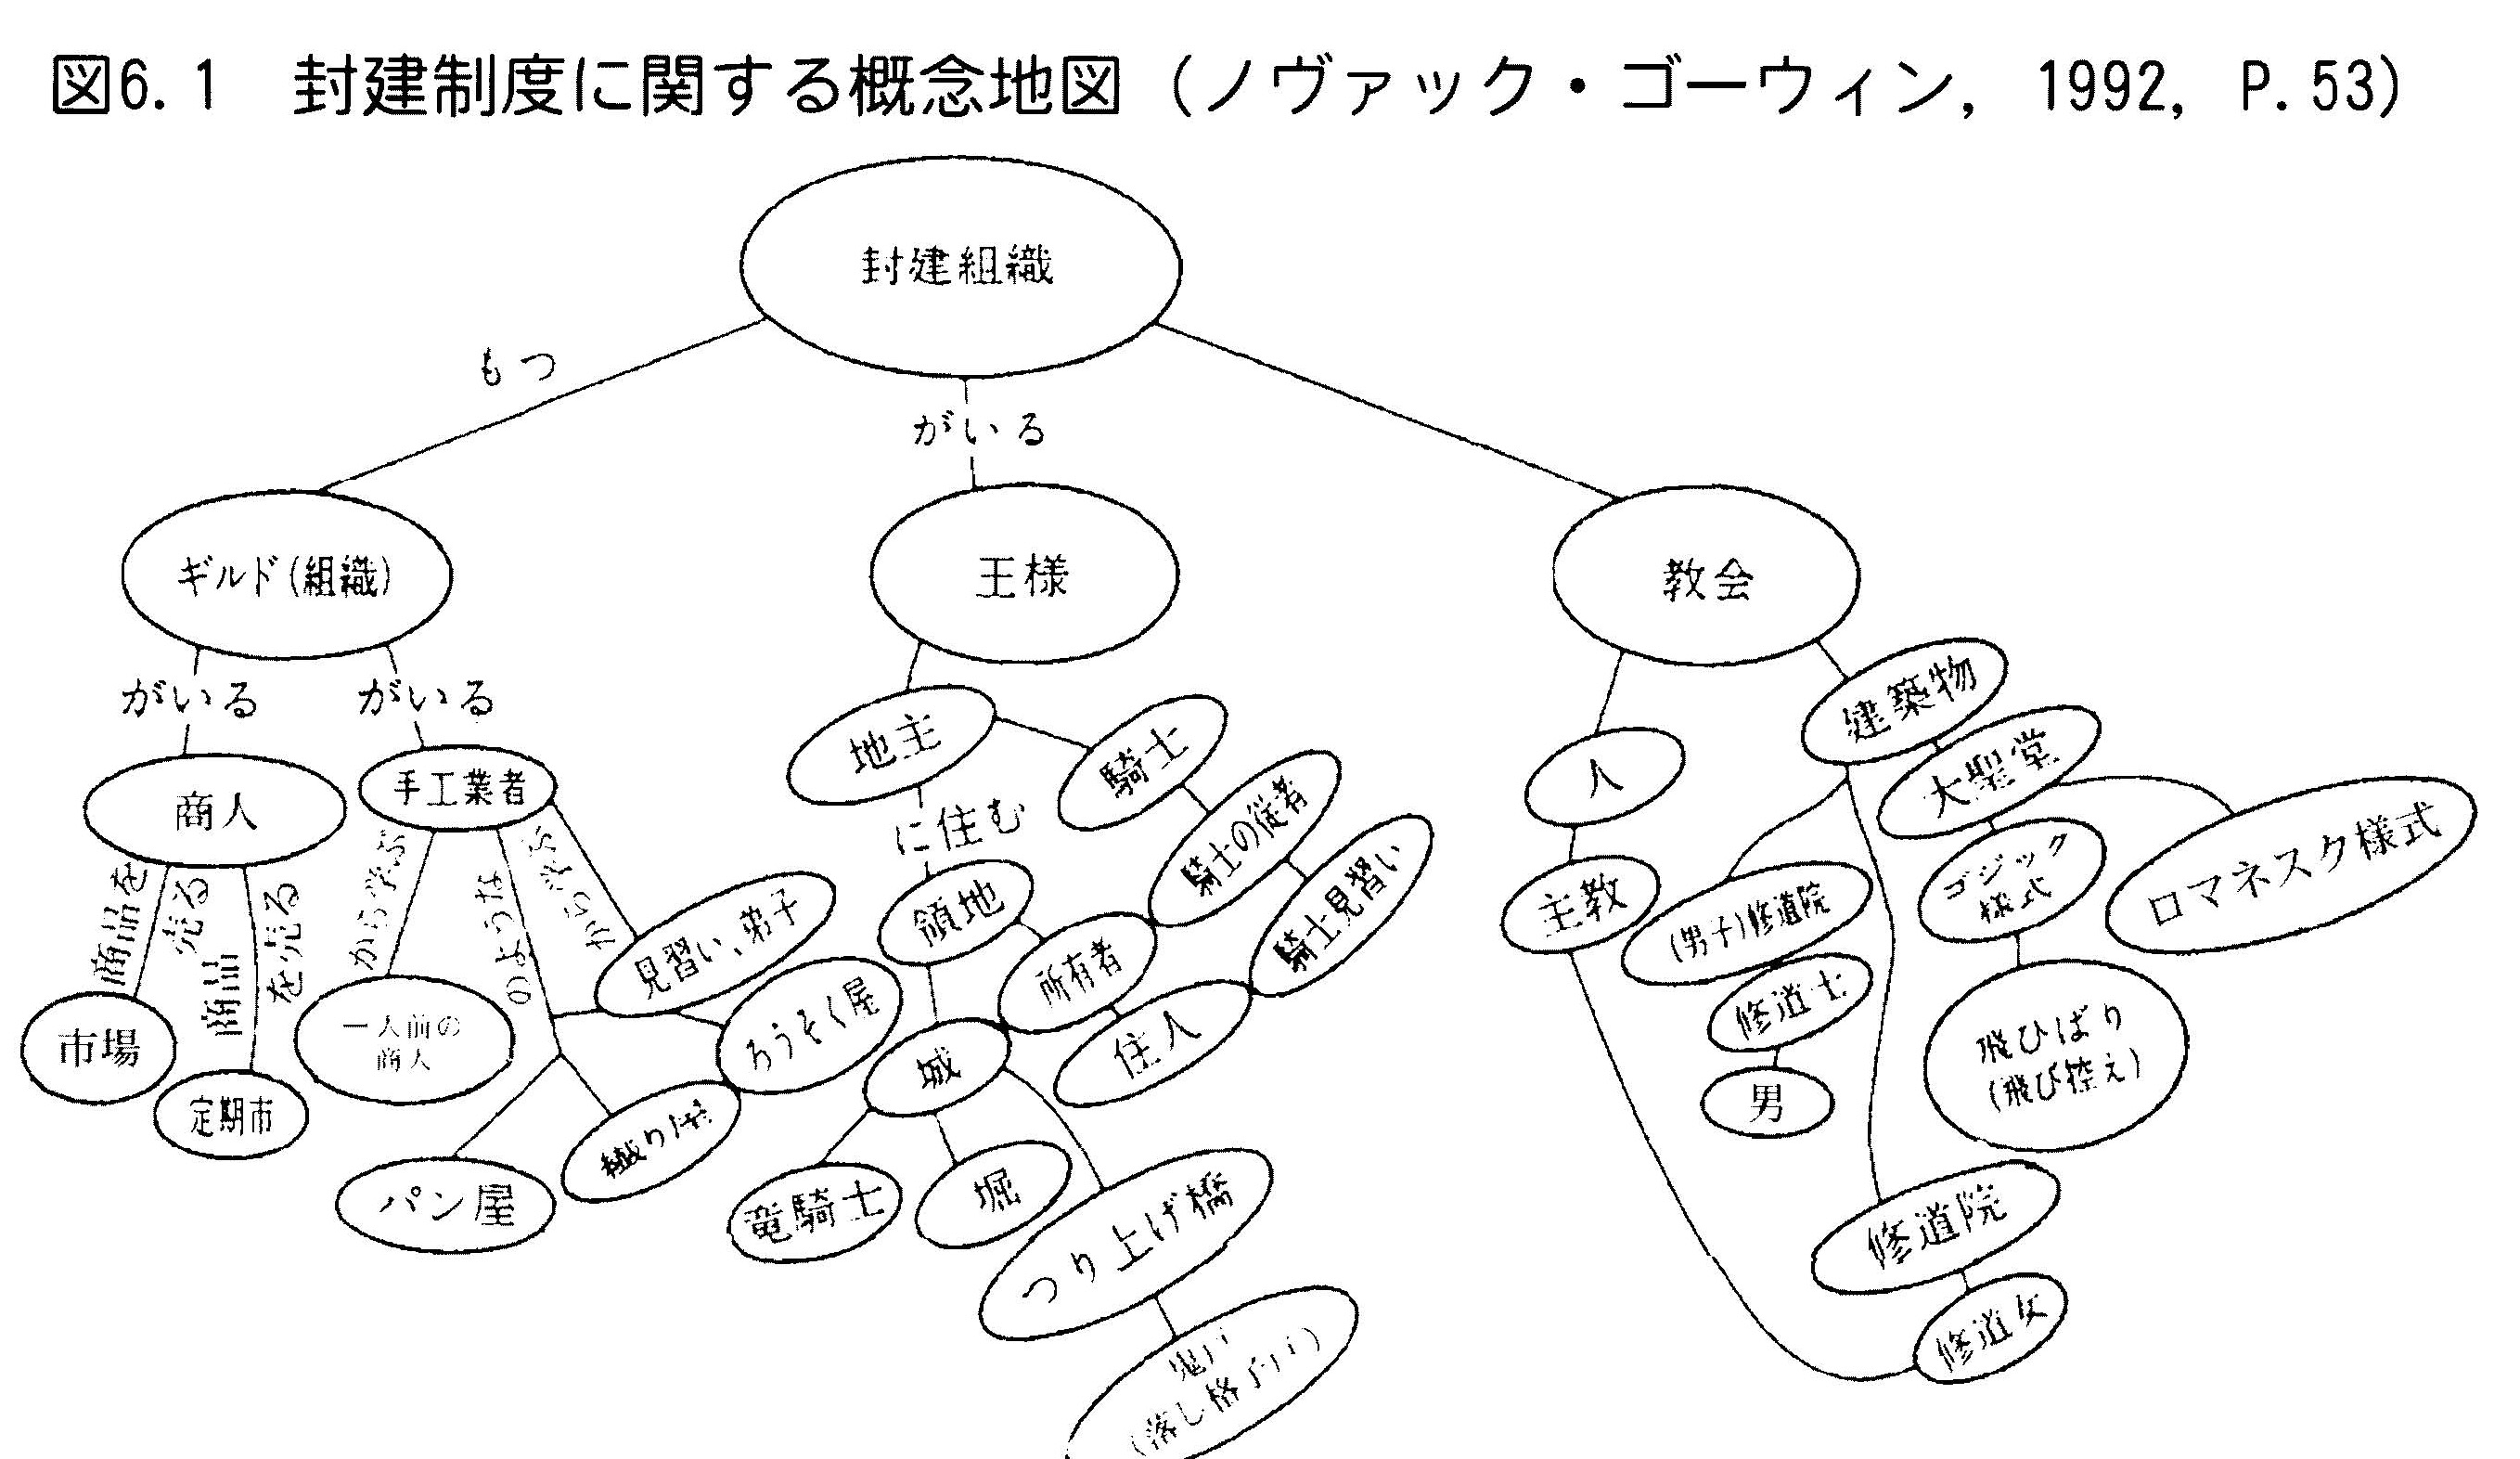 図6.1　封建制度に関する概念地図（ノヴァック・ゴーウィン, 1992, P.53）
封建組織
もつ
がいる
ギルド(組織)
王様
教会
がいる
がいる
商人
手工業者
商品を
売る
商品
を売る
から学ぶ
のような
から学ぶ
市場
定期市
一人前の
商人
見習い、弟子
ろうそく屋
パン屋
地主
騎士
騎士の従者
騎士見習い
に住む
領地
所有者
住人
城
竜騎士
堀
つり上げ橋
(落し格子戸)
人
主教
建築物
大聖堂
ゴジック
様式
ロマネスク様式
飛ひばり
(飛び控え)
(男子)修道院
修道士
男
修道院
修道女